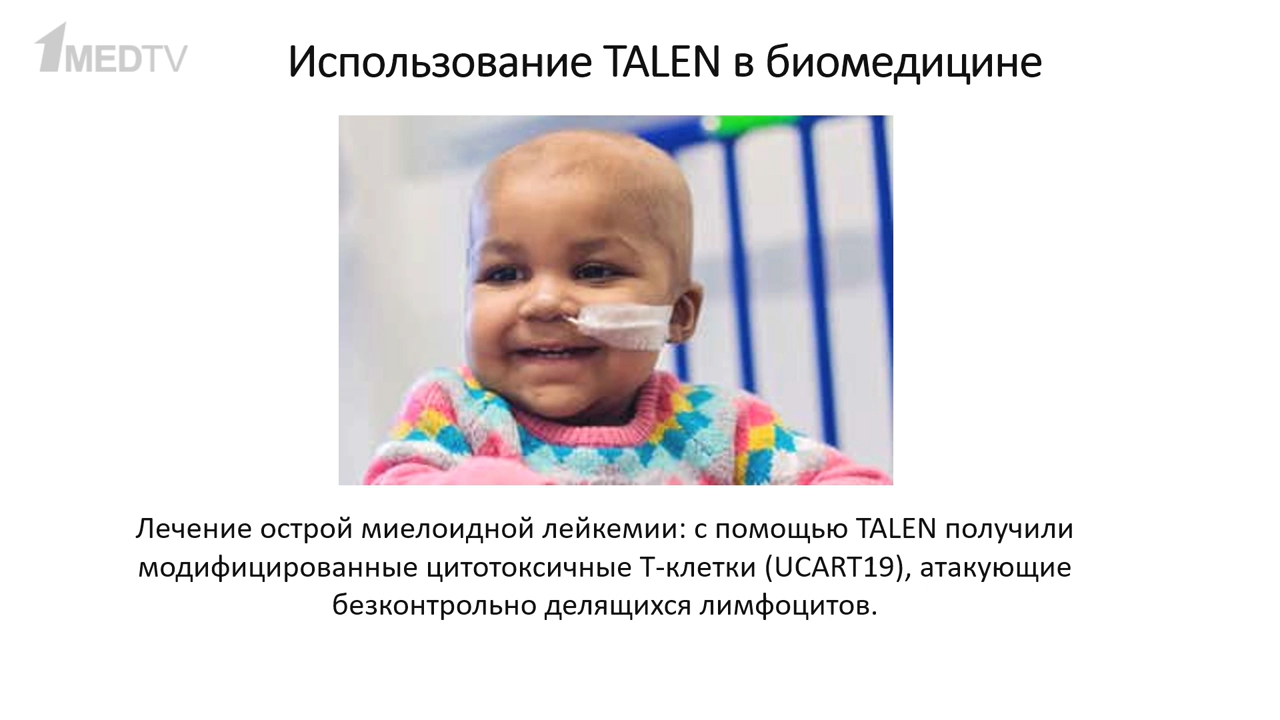 1MEDTV
Использование TALEN в биомедицине
Лечение острой миелоидной лейкемии: с помощью TALEN получили
модифицированные цитотоксичные Т-клетки (UCART19), атакующие
безконтрольно делящихся лимфоцитов.